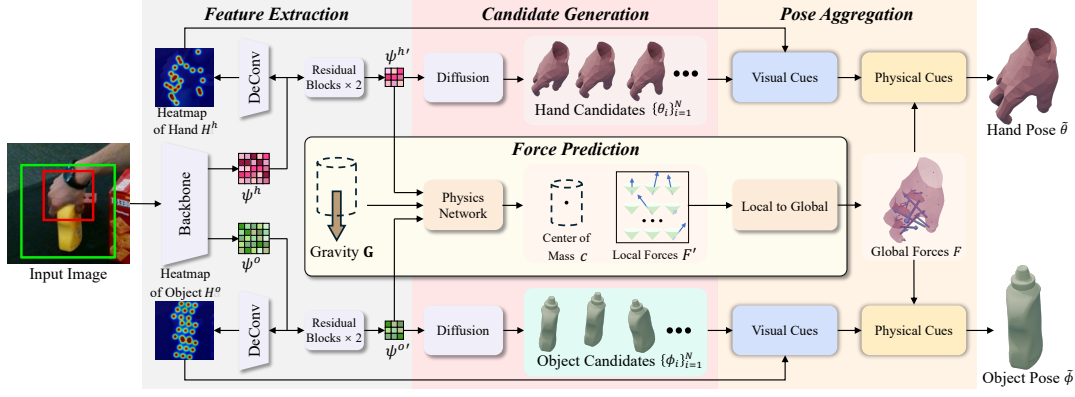 Feature Extraction
Candidate Generation
Pose Aggregation
Heatmap
of Hand H^h
DeConv
Residual
Blocks × 2
ψ^h′
Diffusion
Hand Candidates {θ_i}_{i=1}^N
Visual Cues
Physical Cues
Hand Pose θ̃
Input Image
Backbone
ψ^h
ψ^o
Force Prediction
Gravity G
Physics
Network
Center of
Mass c
Local Forces F′
Local to Global
Global Forces F
Heatmap
of Object H^o
DeConv
Residual
Blocks × 2
ψ^o′
Diffusion
Object Candidates {ϕ_i}_{i=1}^N
Visual Cues
Physical Cues
Object Pose ϕ̃